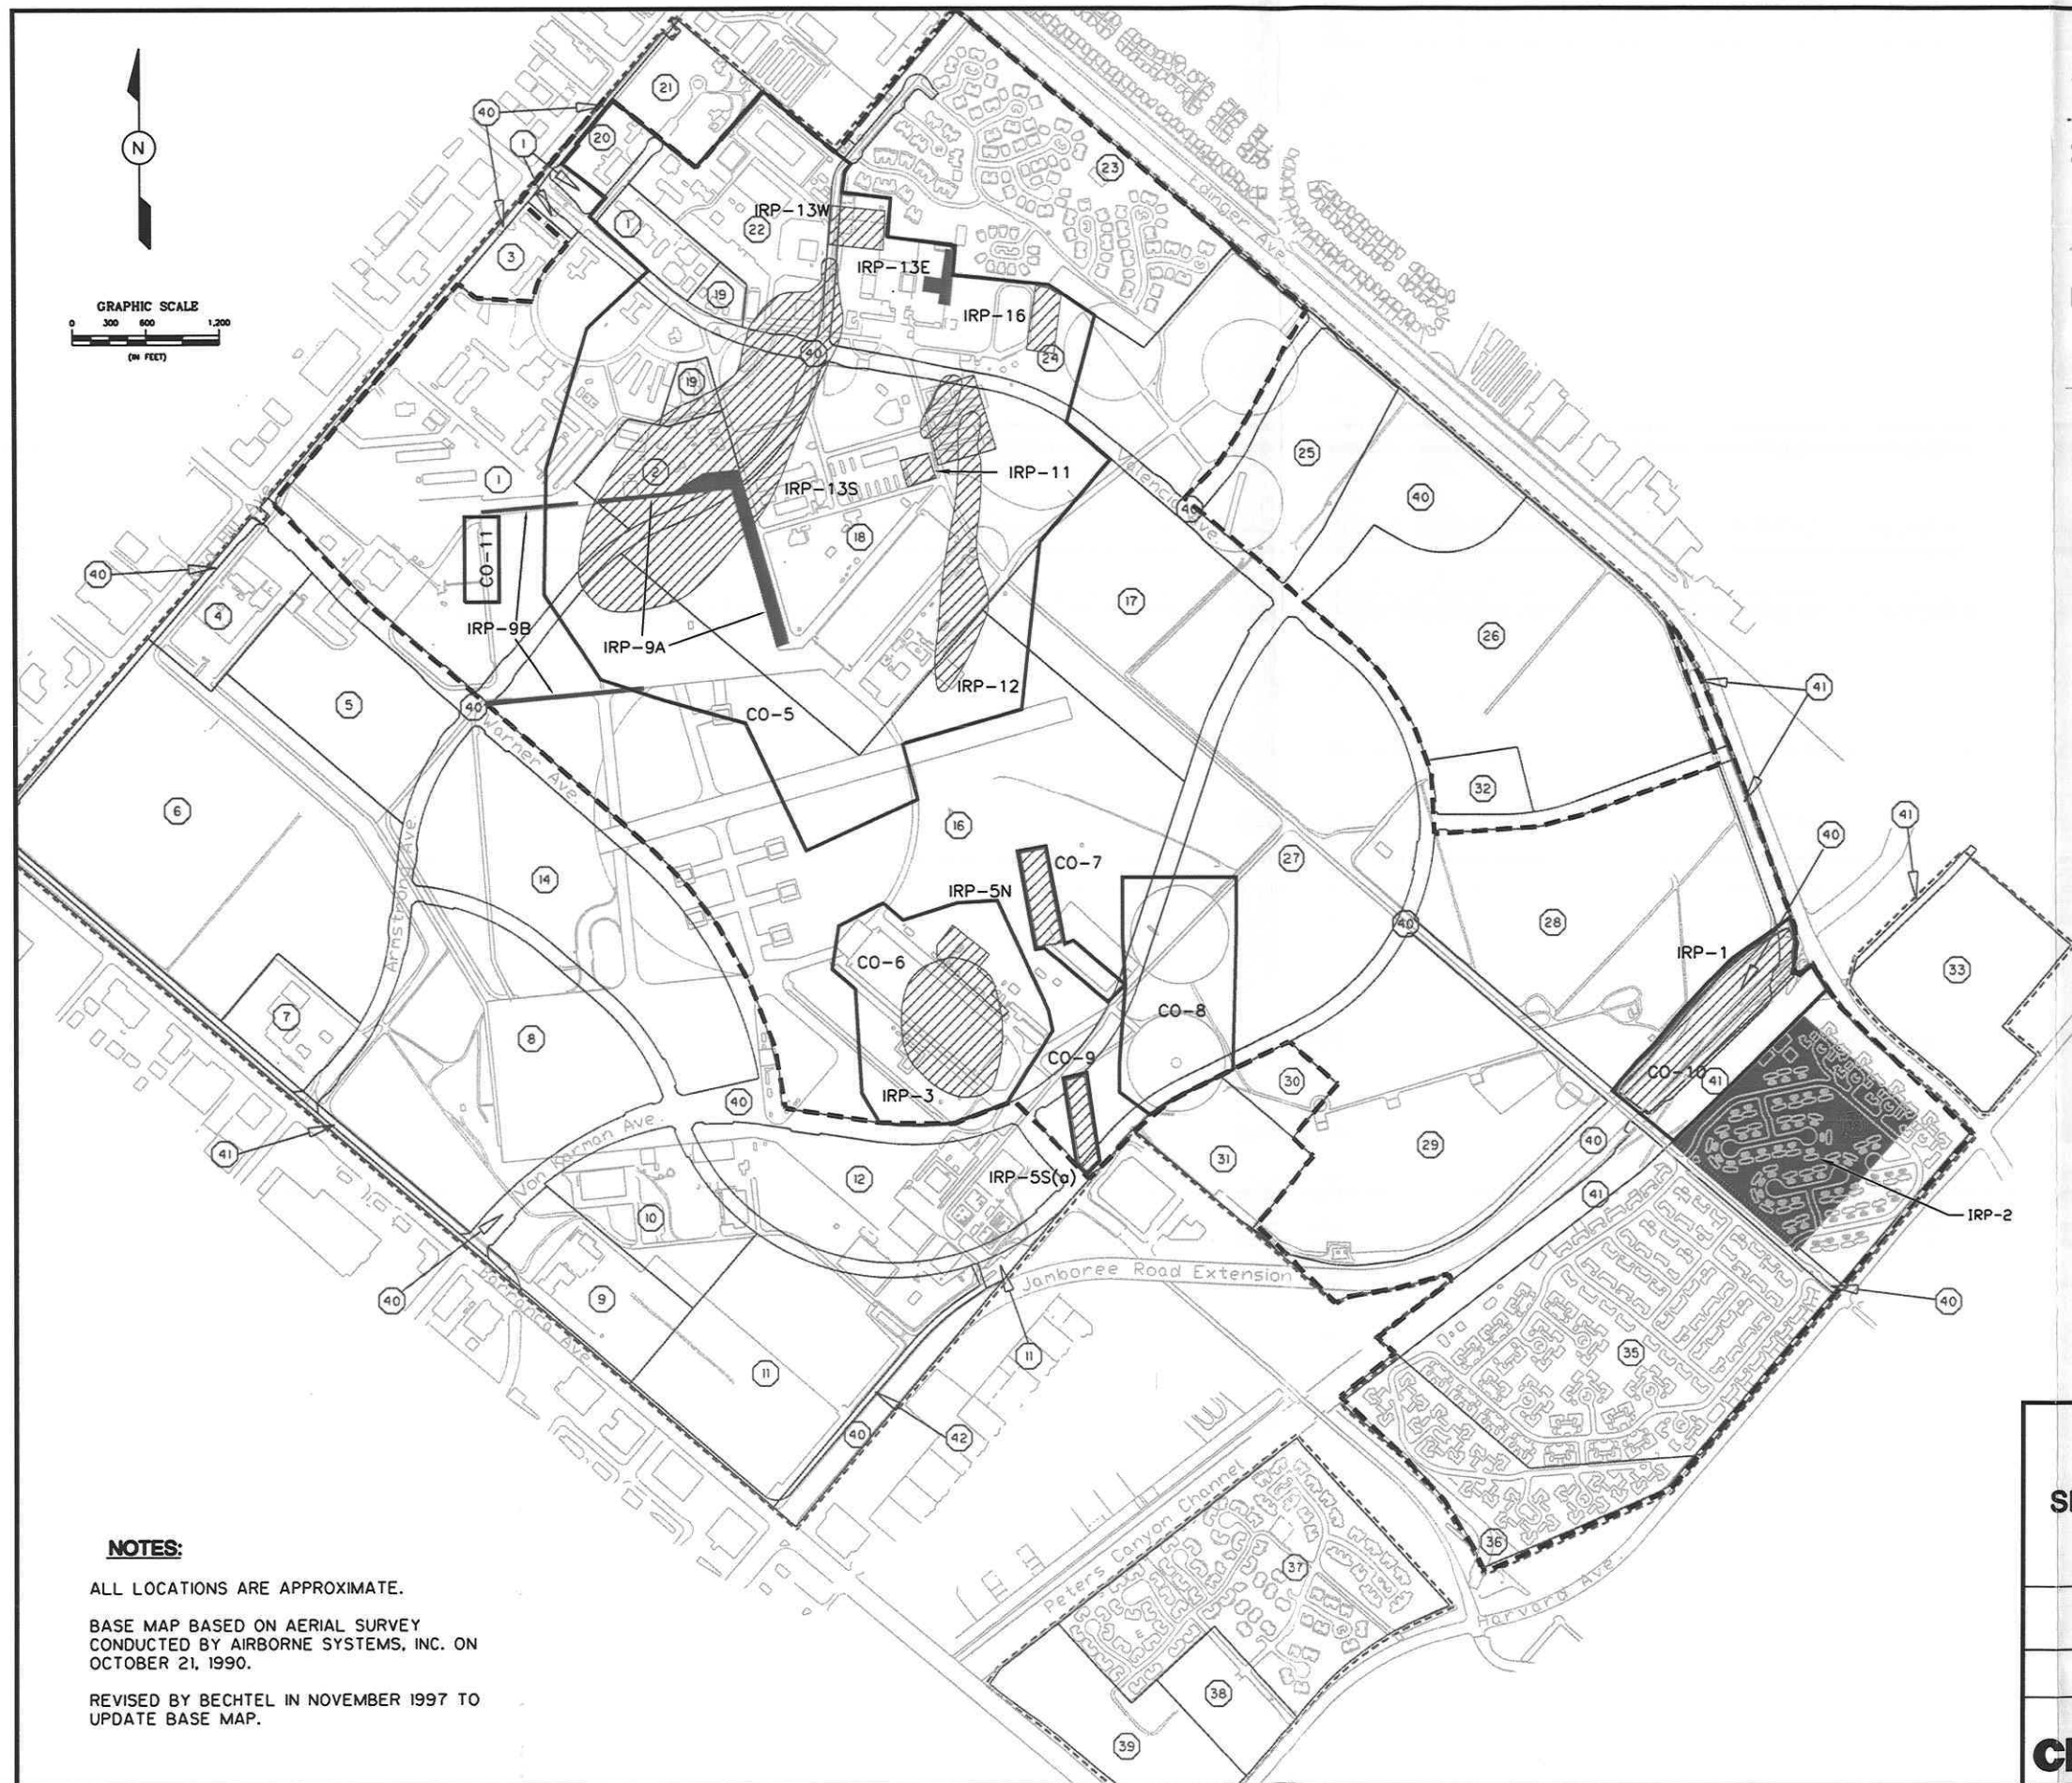 N
GRAPHIC SCALE
0 300 600 1,200
(IN FEET)
40
21
20
1
3
1
IRP-13W
22
23
Edinger Ave.
IRP-13E
19
IRP-16
24
40
19
2
1
IRP-13S
IRP-11
25
40
40
Valencia Ave.
18
CO-11
40
4
IRP-9B
IRP-9A
17
26
IRP-12
41
5
40
CO-5
Warner Ave.
32
6
16
41
40
14
Armstrong Ave.
CO-7
27
IRP-5N
28
40
IRP-1
33
CO-6
7
8
CO-8
CO-9
30
CO-10
41
IRP-3
40
29
40
41
Von Karman Ave.
12
IRP-5S(a)
31
41
IRP-2
10
Jamboree Road Extension
40
9
40
Barranca Ave.
11
11
35
40
42
36
Peters Canyon Channel
37
Harvard Ave.
38
39
NOTES:
ALL LOCATIONS ARE APPROXIMATE.
BASE MAP BASED ON AERIAL SURVEY
CONDUCTED BY AIRBORNE SYSTEMS, INC. ON
OCTOBER 21, 1990.
REVISED BY BECHTEL IN NOVEMBER 1997 TO
UPDATE BASE MAP.